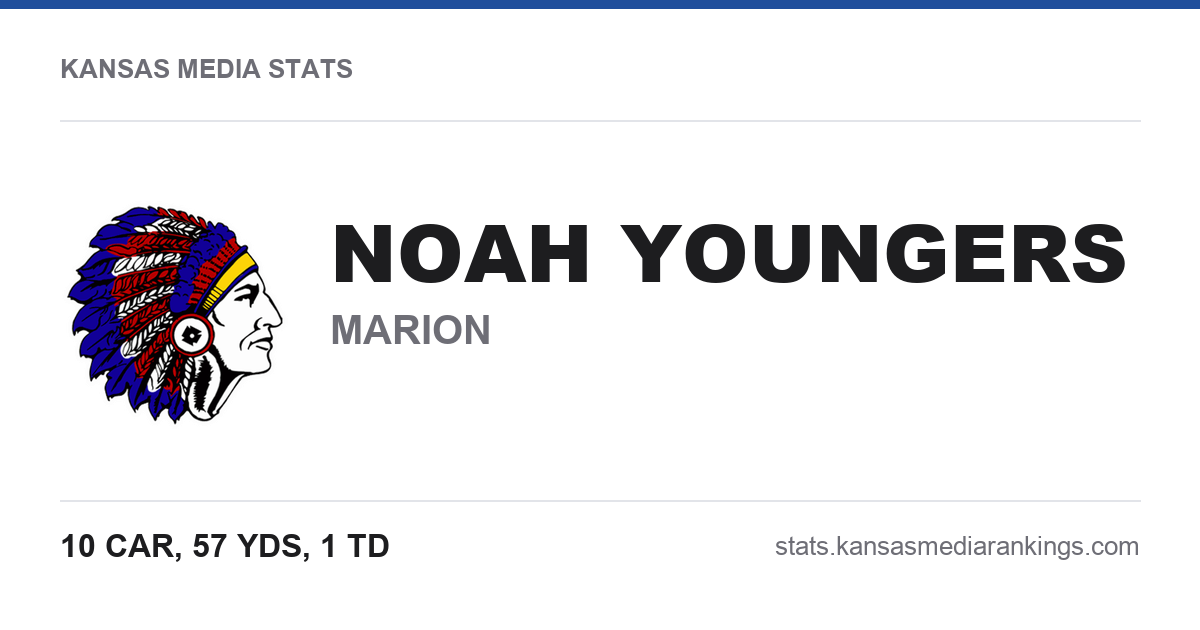 KANSAS MEDIA STATS
NOAH YOUNGERS
MARION
10 CAR, 57 YDS, 1 TD
stats.kansasmediarankings.com